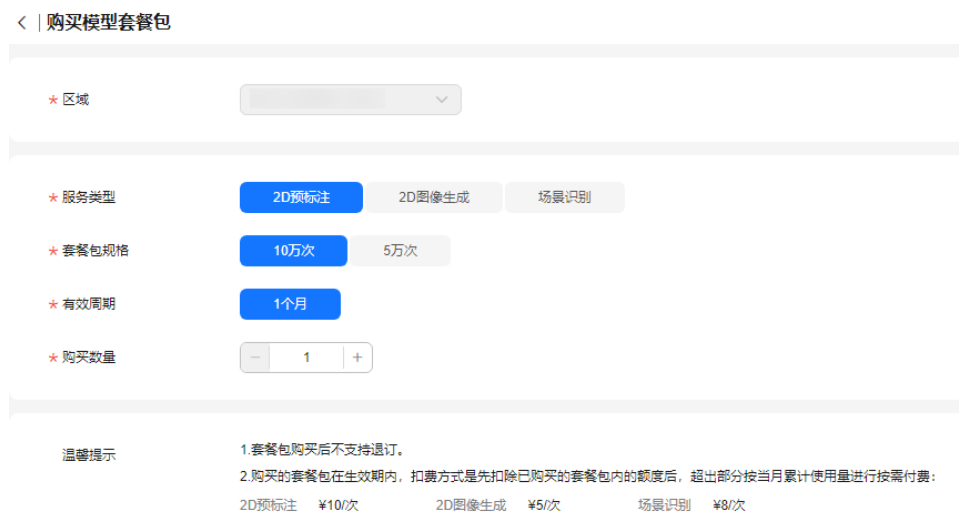 购买模型套餐包
* 区域
* 服务类型 2D预标注 2D图像生成 场景识别
* 套餐包规格 10万次 5万次
* 有效周期 1个月
* 购买数量 − 1 +
温馨提示 1.套餐包购买后不支持退订。
2.购买的套餐包在生效期内，扣费方式是先扣除已购买的套餐包内的额度后，超出部分按当月累计使用量进行按需付费：
2D预标注 ¥10/次 2D图像生成 ¥5/次 场景识别 ¥8/次